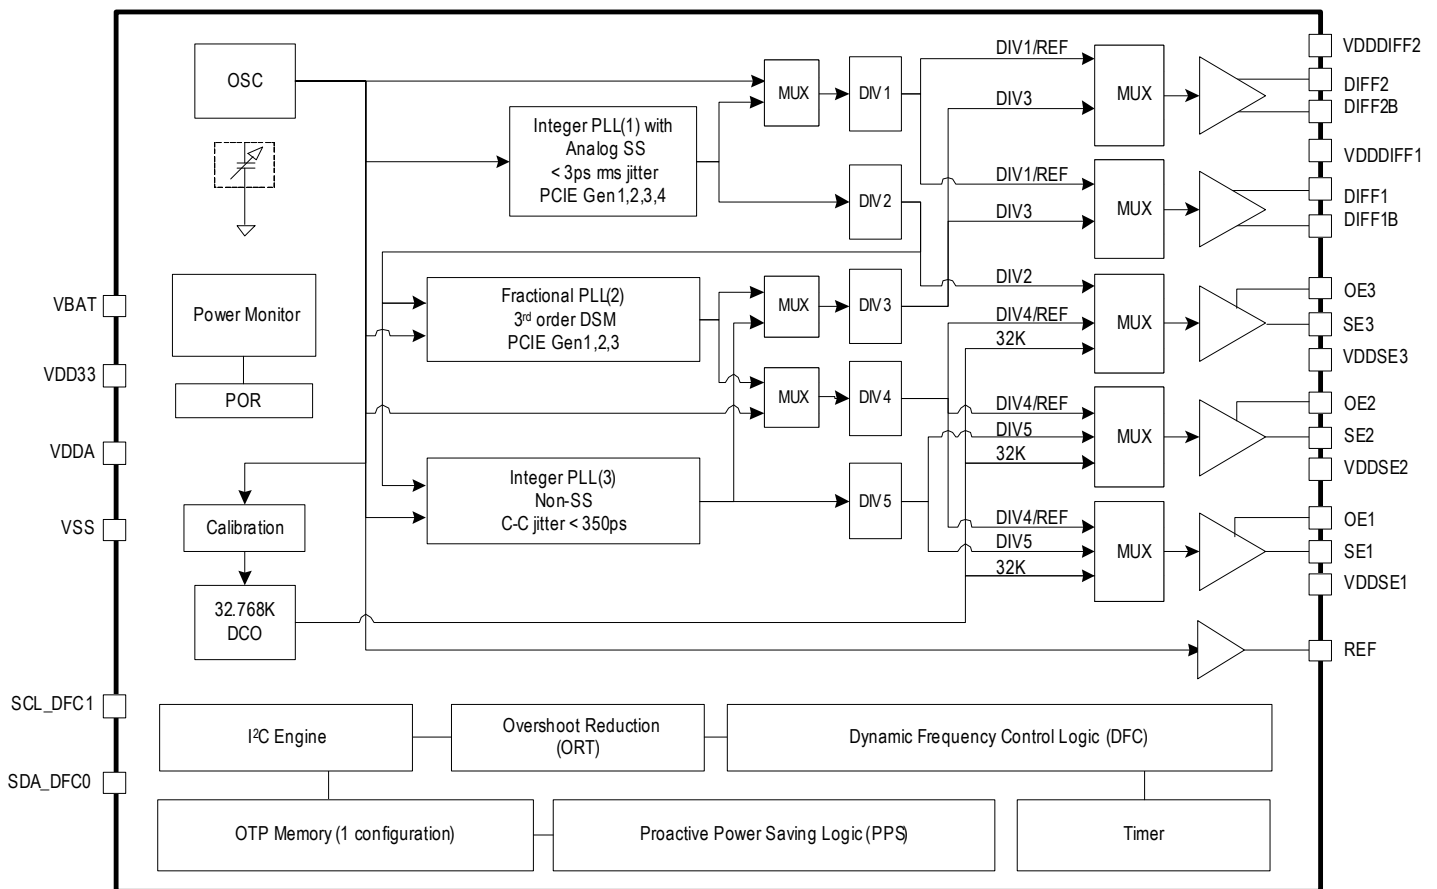 OSC
Integer PLL(1) with
Analog SS
< 3ps rms jitter
PCIE Gen1,2,3,4
MUX
DIV1
DIV2
DIV1/REF
DIV3
MUX
VDDDIFF2
DIFF2
DIFF2B
VDDDIFF1
DIV1/REF
DIV3
MUX
DIFF1
DIFF1B
Power Monitor
POR
Fractional PLL(2)
3rd order DSM
PCIE Gen1,2,3
MUX
DIV3
MUX
DIV4
DIV2
DIV4/REF
32K
MUX
OE3
SE3
VDDSE3
VBAT
VDD33
VDDA
VSS
DIV4/REF
DIV5
32K
MUX
OE2
SE2
VDDSE2
Integer PLL(3)
Non-SS
C-C jitter < 350ps
DIV5
DIV4/REF
DIV5
32K
MUX
OE1
SE1
VDDSE1
Calibration
32.768K
DCO
REF
SCL_DFC1
SDA_DFC0
I²C Engine
Overshoot Reduction
(ORT)
Dynamic Frequency Control Logic (DFC)
OTP Memory (1 configuration)
Proactive Power Saving Logic (PPS)
Timer